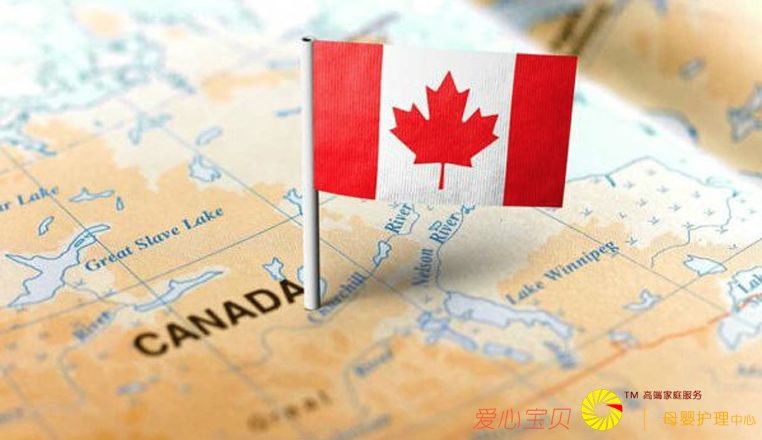 ar Lake
Great Slave Lake
River
CANADA
Churchill
River
Nelson
River
Lake Winnipeg
Great
爱心宝贝
TM 高端家庭服务
母婴护理中心